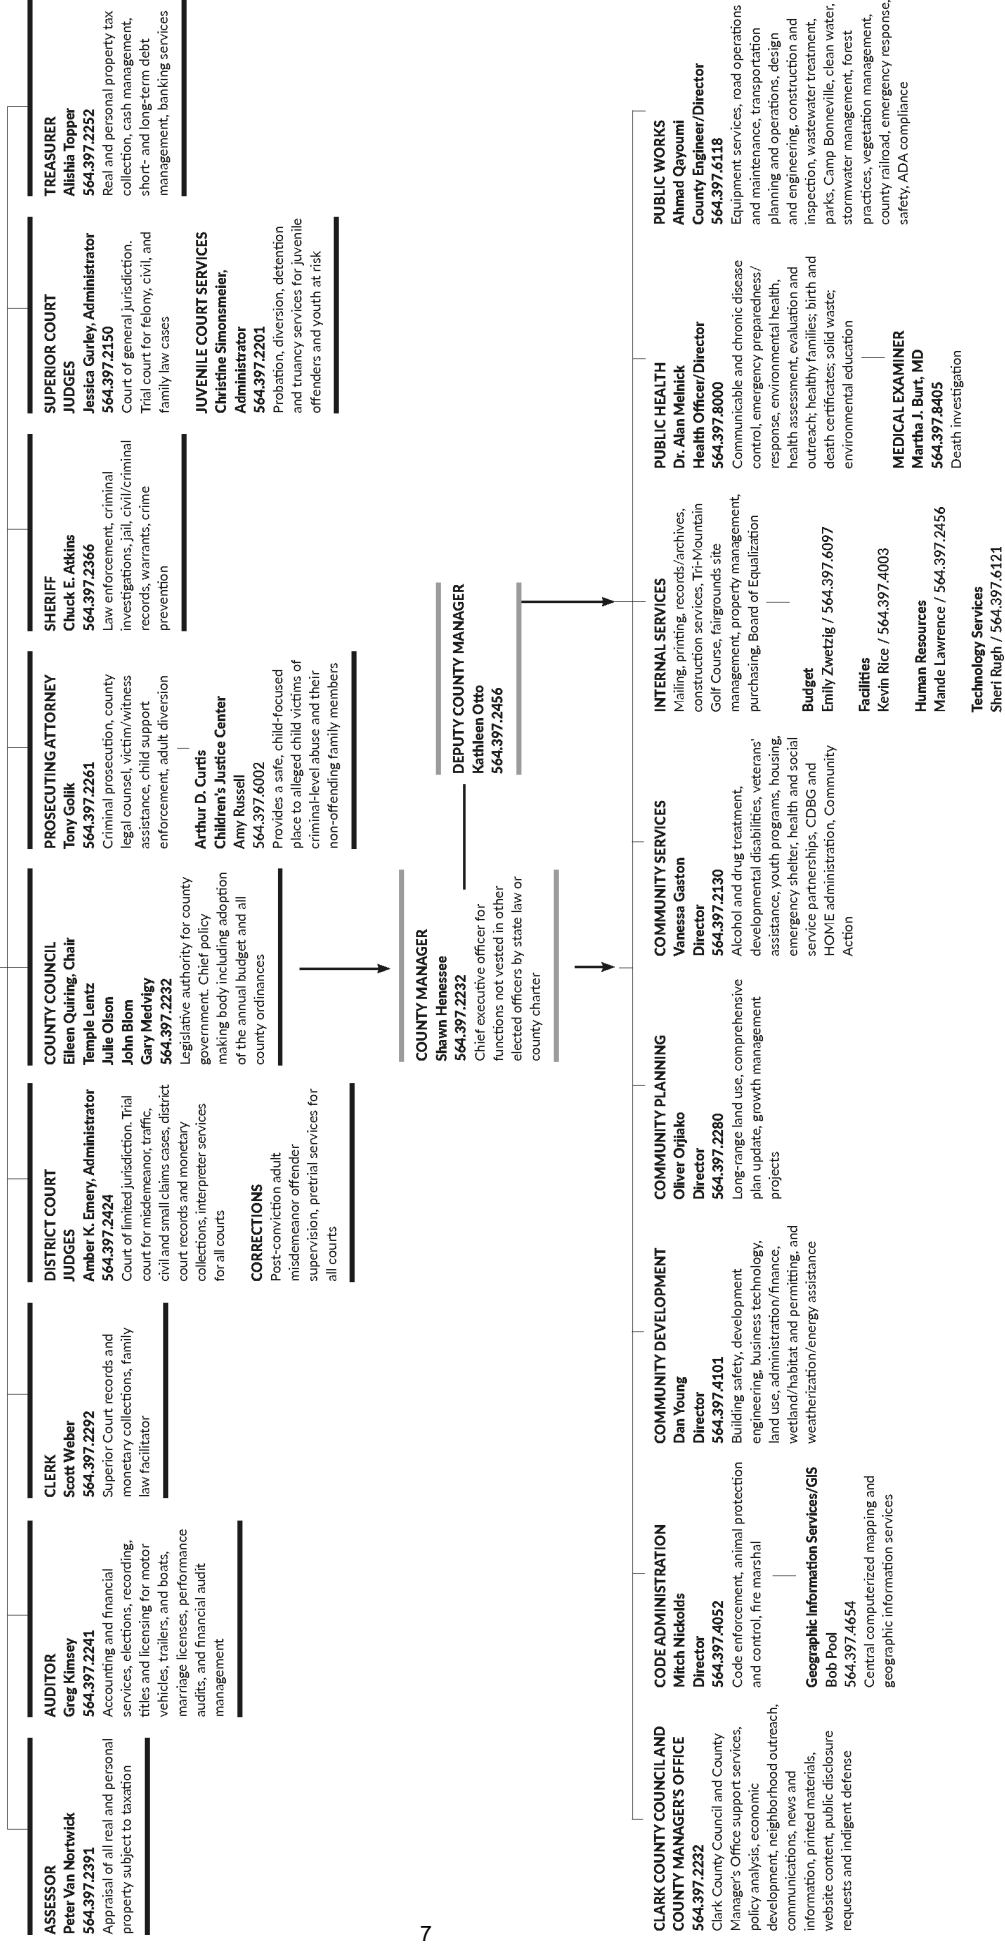 ASSESSOR
Peter Van Nortwick
564.397.2391
Appraisal of all real and personal
property subject to taxation
AUDITOR
Greg Kimsey
564.397.2241
Accounting and financial
services, elections, recording,
titles and licensing for motor
vehicles, trailers, and boats,
marriage licenses, performance
audits, and financial audit
management
CLERK
Scott Weber
564.397.2292
Superior Court records and
monetary collections, family
law facilitator
DISTRICT COURT
JUDGES
Amber K. Emery, Administrator
564.397.2424
Court of limited jurisdiction. Trial
court for misdemeanor, traffic,
civil and small claims cases, district
court records and monetary
collections, interpreter services
for all courts
CORRECTIONS
Post-conviction adult
misdemeanor offender
supervision, pretrial services for
all courts
COUNTY COUNCIL
Eileen Quiring, Chair
Temple Lentz
Julie Olson
John Blom
Gary Medvigy
564.397.2232
Legislative authority for county
government. Chief policy
making body including adoption
of the annual budget and all
county ordinances
PROSECUTING ATTORNEY
Tony Golik
564.397.2261
Criminal prosecution, county
legal counsel, victim/witness
assistance, child support
enforcement, adult diversion
Arthur D. Curtis
Children's Justice Center
Amy Russell
564.397.6002
Provides a safe, child-focused
place to alleged child victims of
criminal-level abuse and their
non-offending family members
SHERIFF
Chuck E. Atkins
564.397.2366
Law enforcement, criminal
investigations, jail, civil/criminal
records, warrants, crime
prevention
SUPERIOR COURT
JUDGES
Jessica Gurley, Administrator
564.397.2150
Court of general jurisdiction.
Trial court for felony, civil, and
family law cases
JUVENILE COURT SERVICES
Christine Simonsmeier,
Administrator
564.397.2201
Probation, diversion, detention
and truancy services for juvenile
offenders and youth at risk
TREASURER
Alishia Topper
564.397.2252
Real and personal property tax
collection, cash management,
short- and long-term debt
management, banking services
COUNTY MANAGER
Shawn Henessee
564.397.2232
Chief executive officer for
functions not vested in other
elected officers by state law or
county charter
DEPUTY COUNTY MANAGER
Kathleen Otto
564.397.2456
CLARK COUNTY COUNCIL AND
COUNTY MANAGER'S OFFICE
564.397.2232
Clark County Council and County
Manager's Office support services,
policy analysis, economic
development, neighborhood outreach,
communications, news and
information, printed materials,
website content, public disclosure
requests and indigent defense
CODE ADMINISTRATION
Mitch Nickolds
Director
564.397.4052
Code enforcement, animal protection
and control, fire marshal
Geographic Information Services/GIS
Bob Pool
564.397.4654
Central computerized mapping and
geographic information services
COMMUNITY DEVELOPMENT
Dan Young
Director
564.397.4101
Building safety, development
engineering, business technology,
land use, administration/finance,
wetland/habitat and permitting, and
weatherization/energy assistance
COMMUNITY PLANNING
Oliver Orjiako
Director
564.397.2280
Long-range land use, comprehensive
plan update, growth management
projects
COMMUNITY SERVICES
Vanessa Gaston
Director
564.397.2130
Alcohol and drug treatment,
developmental disabilities, veterans'
assistance, youth programs, housing,
emergency shelter, health and social
service partnerships, CDBG and
HOME administration, Community
Action
INTERNAL SERVICES
Mailing, printing, records/archives,
construction services, Tri-Mountain
Golf Course, fairgrounds site
management, property management,
purchasing, Board of Equalization
Budget
Emily Zwetzig / 564.397.6097
Facilities
Kevin Rice / 564.397.4003
Human Resources
Mande Lawrence / 564.397.2456
Technology Services
Sheri Rugh / 564.397.6121
PUBLIC HEALTH
Dr. Alan Melnick
Health Officer/Director
564.397.8000
Communicable and chronic disease
control, emergency preparedness/
response, environmental health,
health assessment, evaluation and
outreach; healthy families; birth and
death certificates; solid waste;
environmental education
MEDICAL EXAMINER
Martha J. Burt, MD
564.397.8405
Death investigation
PUBLIC WORKS
Ahmad Qayoumi
County Engineer/Director
564.397.6118
Equipment services, road operations
and maintenance, transportation
planning and operations, design
and engineering, construction and
inspection, wastewater treatment,
parks, Camp Bonneville, clean water,
stormwater management, forest
practices, vegetation management,
county railroad, emergency response,
safety, ADA compliance
7